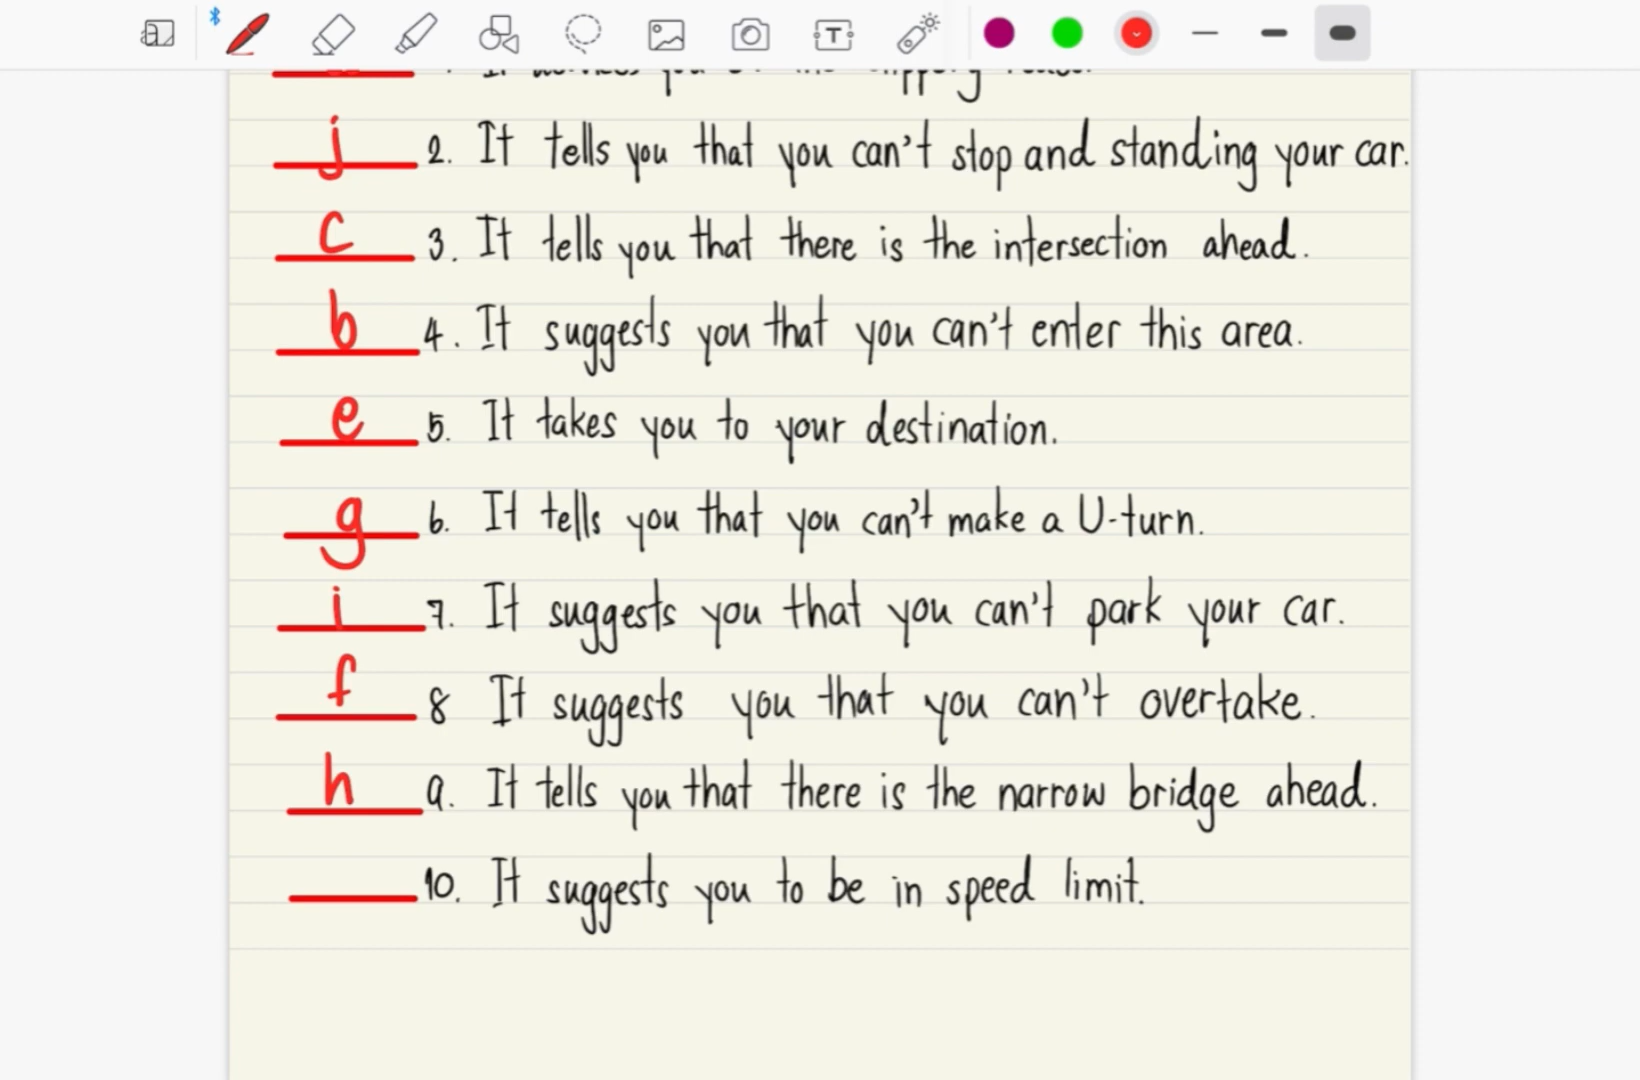 j 2. It tells you that you can't stop and standing your car.
c 3. It tells you that there is the intersection ahead.
b 4. It suggests you that you can't enter this area.
e 5. It takes you to your destination.
g 6. It tells you that you can't make a U-turn.
i 7. It suggests you that you can't park your car.
f 8 It suggests you that you can't overtake.
h 9. It tells you that there is the narrow bridge ahead.
10. It suggests you to be in speed limit.